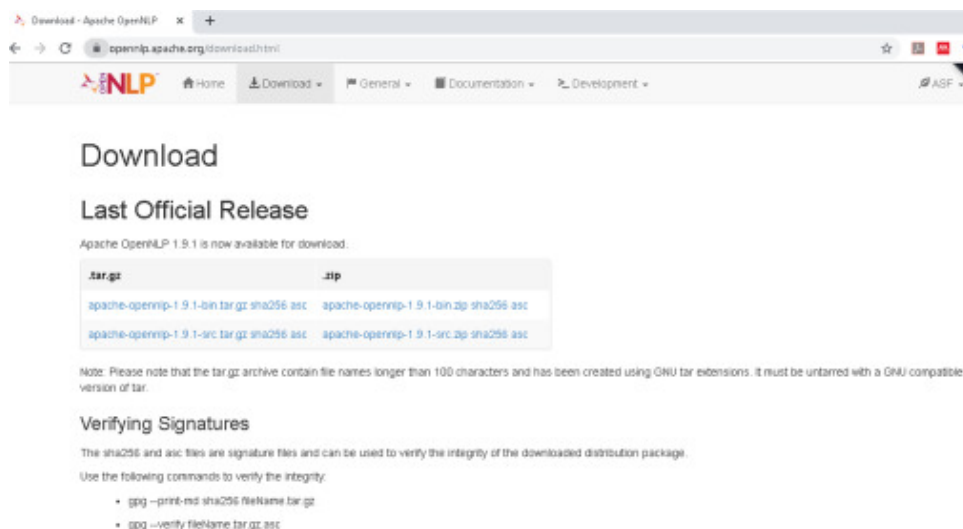 Download - Apache OpenNLP
opennlp.apache.org/download.html
NLP Home Download General Documentation Development ASF
Download
Last Official Release
Apache OpenNLP 1.9.1 is now available for download.
.tar.gz .zip
apache-opennlp-1.9.1-bin.tar.gz sha256 asc apache-opennlp-1.9.1-bin.zip sha256 asc
apache-opennlp-1.9.1-src.tar.gz sha256 asc apache-opennlp-1.9.1-src.zip sha256 asc
Note: Please note that the tar.gz archive contain file names longer than 100 characters and has been created using GNU tar extensions. It must be untarred with a GNU compatible
version of tar.
Verifying Signatures
The sha256 and asc files are signature files and can be used to verify the integrity of the downloaded distribution package.
Use the following commands to verify the integrity:
gpg --print-md sha256 fileName.tar.gz
gpg --verify fileName.tar.gz.asc